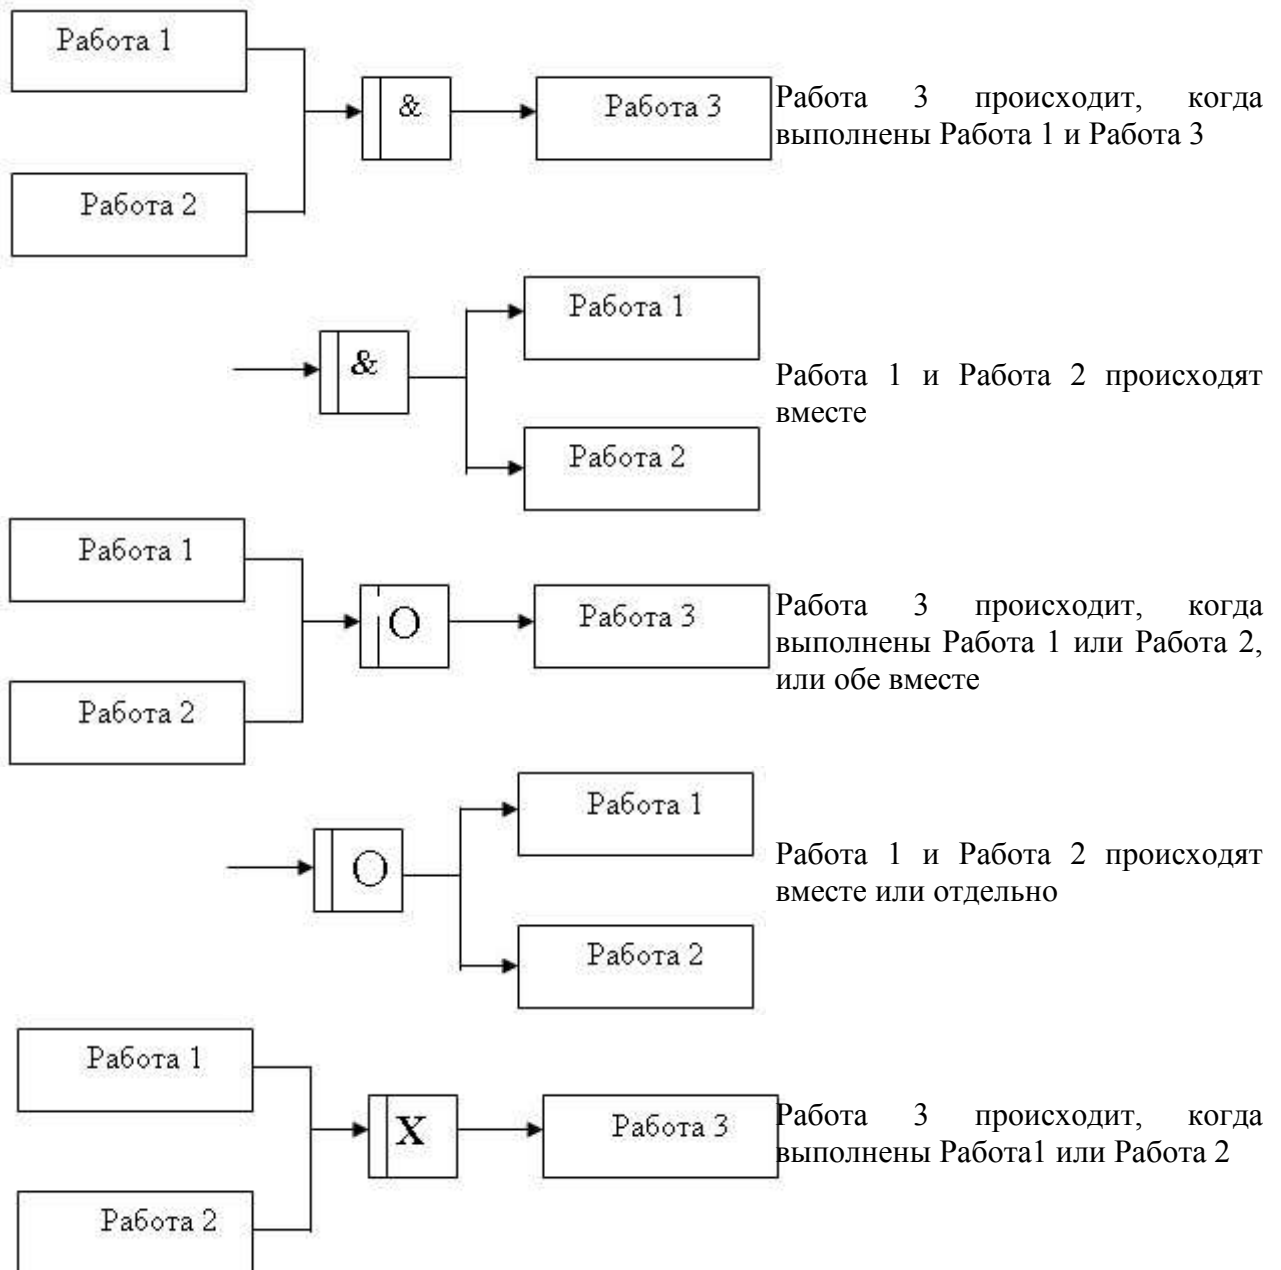 Работа 1
&
Работа 3
Работа 2
Работа 3 происходит, когда
выполнены Работа 1 и Работа 3
&
Работа 1
Работа 2
Работа 1 и Работа 2 происходят
вместе
Работа 1
О
Работа 3
Работа 2
Работа 3 происходит, когда
выполнены Работа 1 или Работа 2,
или обе вместе
О
Работа 1
Работа 2
Работа 1 и Работа 2 происходят
вместе или отдельно
Работа 1
X
Работа 3
Работа 2
Работа 3 происходит, когда
выполнены Работа1 или Работа 2